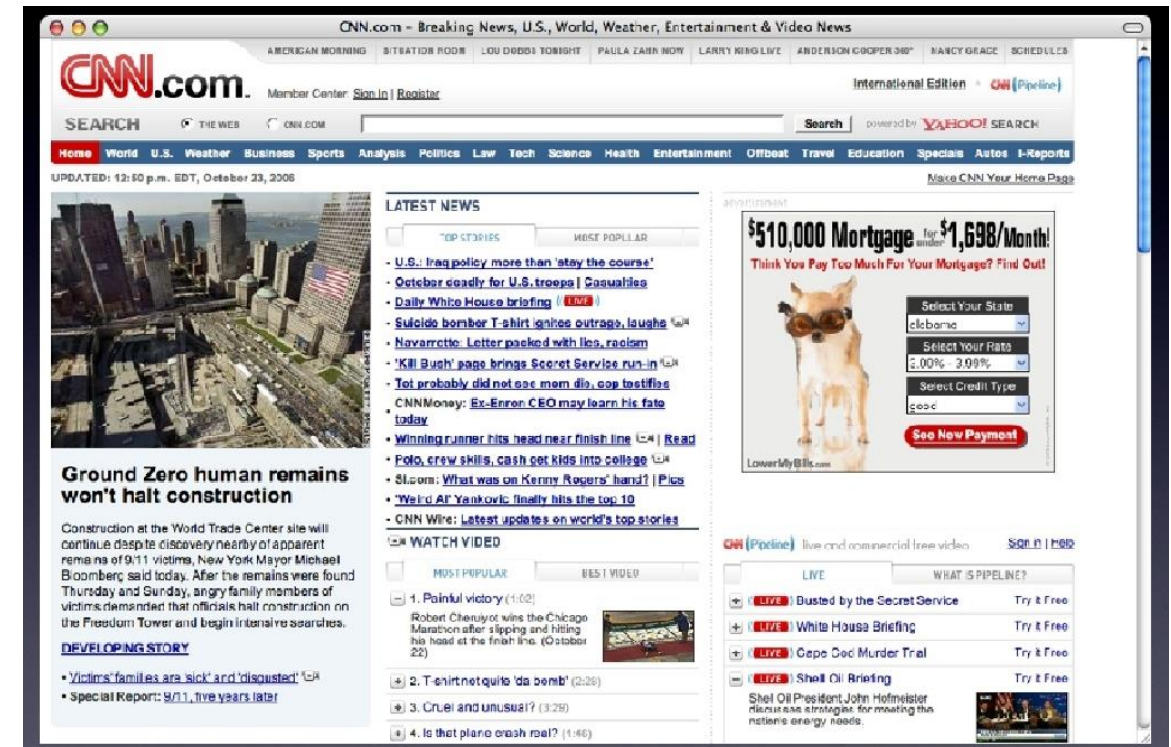 CNN.com – Breaking News, U.S., World, Weather, Entertainment & Video News
AMERICAN MORNING SITUATION ROOM LOU DOBBS TONIGHT PAULA ZAHN NOW LARRY KING LIVE ANDERSON COOPER 360° NANCY GRACE SCHEDULES
CNN.com.
Member Center: Sign In | Register
International Edition
CNN (Pipeline)
SEARCH THE WEB CNN.COM Search powered by YAHOO! SEARCH
Home World U.S. Weather Business Sports Analysis Politics Law Tech Science Health Entertainment Offbeat Travel Education Specials Autos I-Reports
UPDATED: 12:50 p.m. EDT, October 23, 2006
Make CNN Your Home Page
Ground Zero human remains
won't halt construction
Construction at the World Trade Center site will
continue despite discovery nearby of apparent
remains of 9/11 victims, New York Mayor Michael
Bloomberg said today. After the remains were found
Thursday and Sunday, angry family members of
victims demanded that officials halt construction on
the Freedom Tower and begin intensive searches.
DEVELOPING STORY
• Victims' families are 'sick' and 'disgusted'
• Special Report: 9/11, five years later
LATEST NEWS
TOP STORIES MOST POPULAR
• U.S.: Iraq policy more than 'stay the course'
• October deadly for U.S. troops | Casualties
• Daily White House briefing (LIVE)
• Suicide bomber T-shirt ignites outrage, laughs
• Navarrette: Letter packed with lies, racism
• 'Kill Bush' page brings Secret Service run-in
• Tot probably did not see mom die, cop testifies
• CNNMoney: Ex-Enron CEO may learn his fate
today
• Winning runner hits head near finish line | Read
• Polo, crew skills, cash get kids into college
• SI.com: What was on Kenny Rogers' hand? | Pics
• 'Weird Al' Yankovic finally hits the top 10
• CNN Wire: Latest updates on world's top stories
WATCH VIDEO
MOST POPULAR BEST VIDEO
1. Painful victory (1:02)
Robert Cheruiyot wins the Chicago
Marathon after slipping and hitting
his head at the finish line. (October
22)
2. T-shirt not quite 'da bomb' (2:29)
3. Cruel and unusual? (3:29)
4. Is that plane crash real? (1:46)
advertisement
$510,000 Mortgage for under $1,698/Month!
Think You Pay Too Much For Your Mortgage? Find Out!
Select Your State
alabama
Select Your Rate
3.00% - 3.99%
Select Credit Type
good
See New Payment
LowerMyBills.com
CNN (Pipeline) live and commercial free video Sign in | Help
LIVE WHAT IS PIPELINE?
(LIVE) Busted by the Secret Service Try it Free
(LIVE) White House Briefing Try it Free
(LIVE) Cape Cod Murder Trial Try it Free
(LIVE) Shell Oil Briefing Try it Free
Shell Oil President John Hofmeister
discusses strategies for meeting the
nation's energy needs.